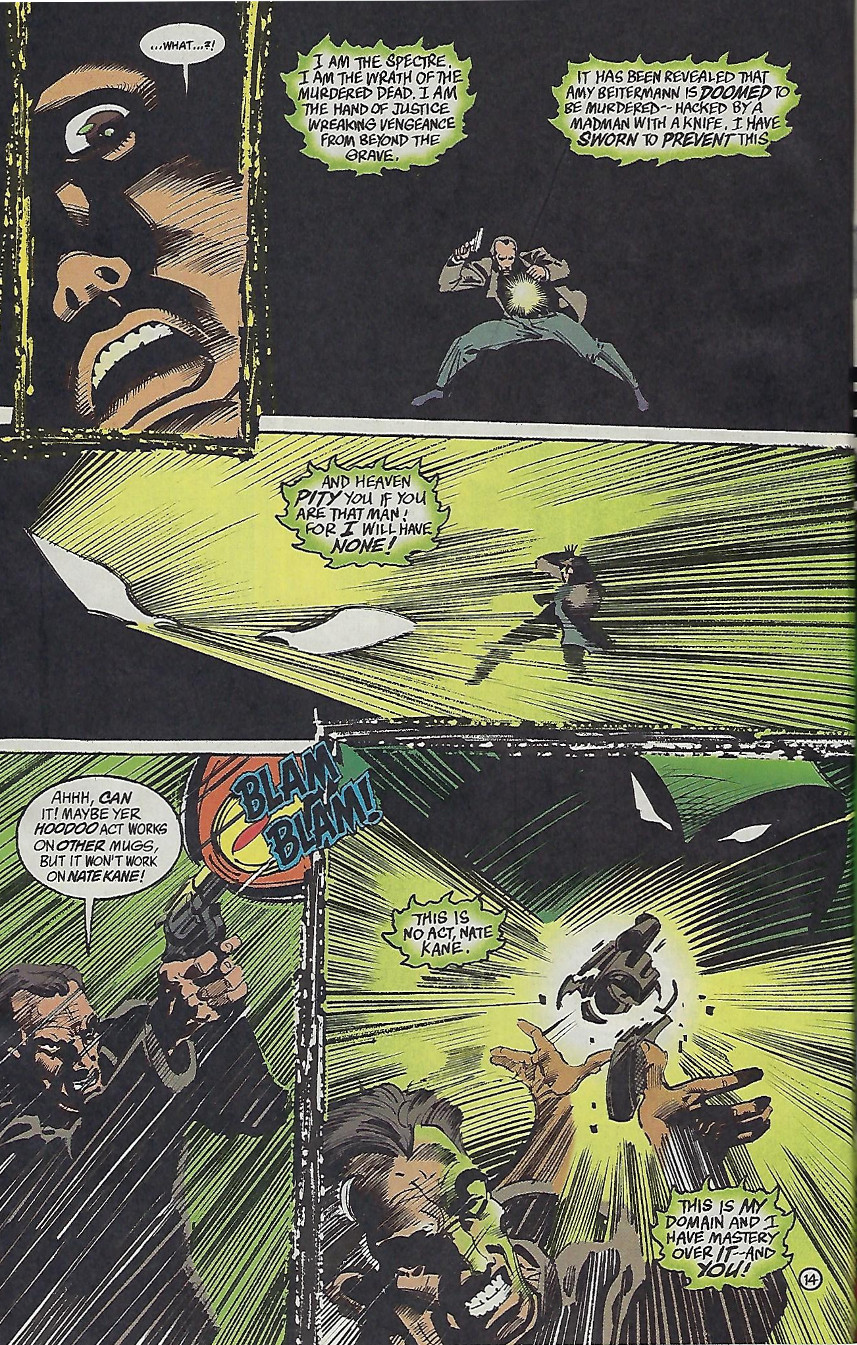 ...WHAT...?!
I AM THE SPECTRE.
I AM THE WRATH OF THE
MURDERED DEAD. I AM
THE HAND OF JUSTICE
WREAKING VENGEANCE
FROM BEYOND THE
GRAVE.
IT HAS BEEN REVEALED THAT
AMY BEITERMANN IS DOOMED TO
BE MURDERED--HACKED BY A
MADMAN WITH A KNIFE. I HAVE
SWORN TO PREVENT THIS.
AND HEAVEN
PITY YOU IF YOU
ARE THAT MAN!
FOR I WILL HAVE
NONE!
AHHH, CAN
IT! MAYBE YER
HOODOO ACT WORKS
ON OTHER MUGS,
BUT IT WON'T WORK
ON NATE KANE!
BLAM
BLAM!
THIS IS
NO ACT, NATE
KANE.
THIS IS MY
DOMAIN AND I
HAVE MASTERY
OVER IT--AND
YOU!
14